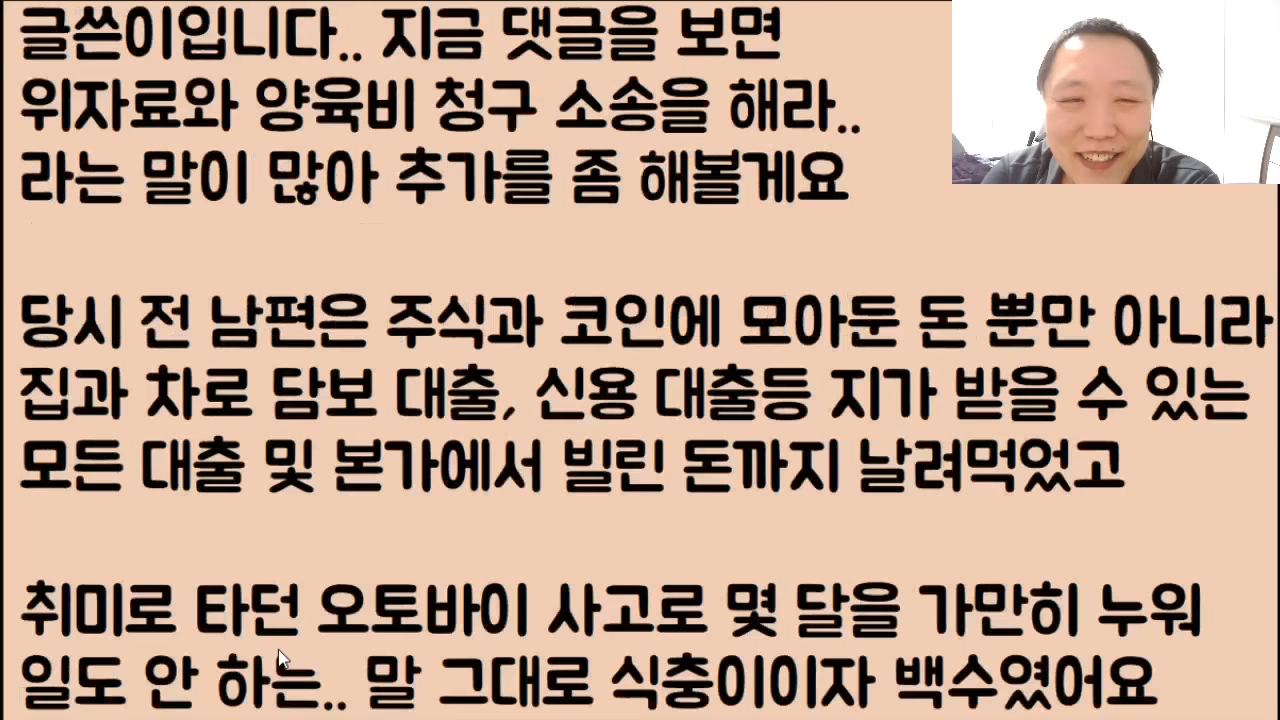 글쓴이입니다.. 지금 댓글을 보면
위자료와 양육비 청구 소송을 해라..
라는 말이 많아 추가를 좀 해볼게요
당시 전 남편은 주식과 코인에 모아둔 돈 뿐만 아니라
집과 차로 담보 대출, 신용 대출등 지가 받을 수 있는
모든 대출 및 본가에서 빌린 돈까지 날려먹었고
취미로 타던 오토바이 사고로 몇 달을 가만히 누워
일도 안 하는.. 말 그대로 식충이이자 백수였어요